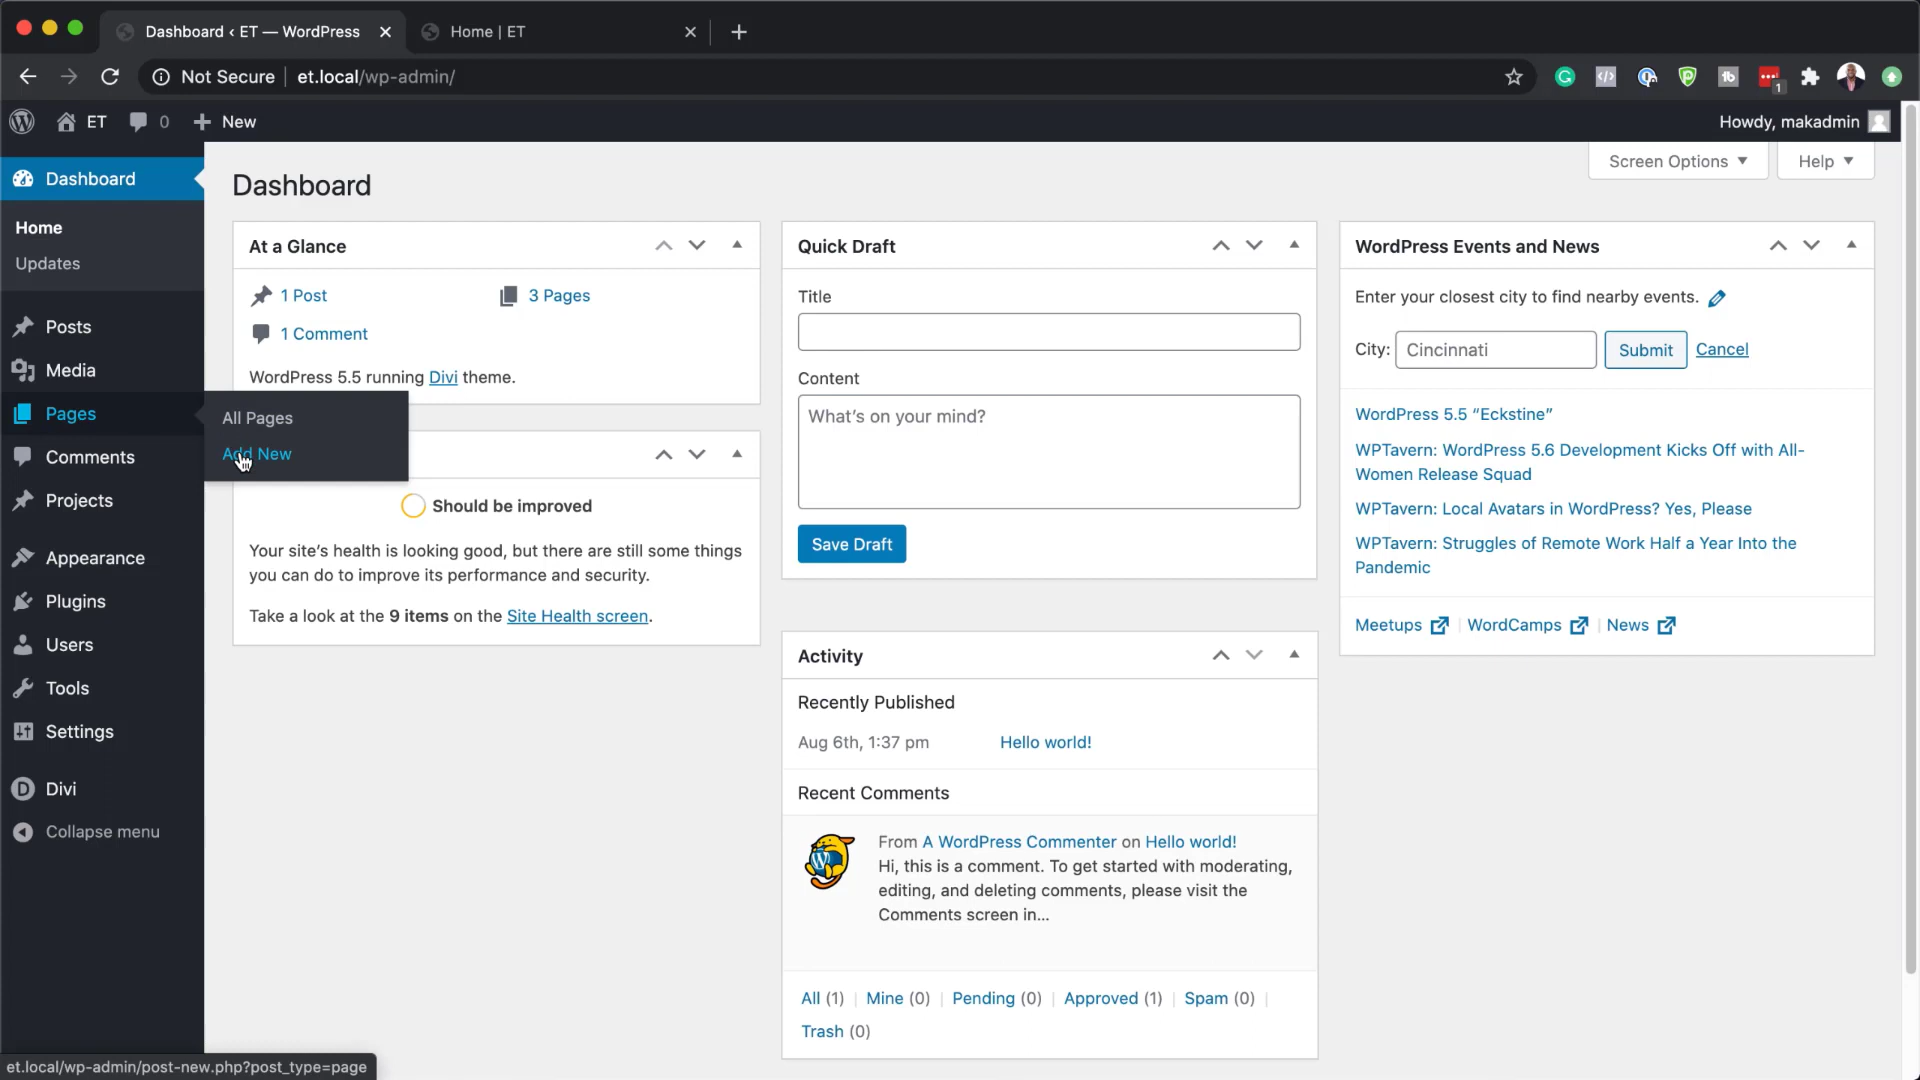 Dashboard ‹ ET — WordPress
Home | ET
Not Secure
et.local/wp-admin/
1
ET
0
New
Howdy, makadmin
Dashboard
Home
Updates
Posts
Media
Pages
Comments
Projects
Appearance
Plugins
Users
Tools
Settings
Divi
Collapse menu
All Pages
Add New
Screen Options
Help
Dashboard
At a Glance
1 Post
3 Pages
1 Comment
WordPress 5.5 running Divi theme.
Should be improved
Your site's health is looking good, but there are still some things
you can do to improve its performance and security.
Take a look at the 9 items on the Site Health screen.
Quick Draft
Title
Content
What's on your mind?
Save Draft
Activity
Recently Published
Aug 6th, 1:37 pm
Hello world!
Recent Comments
From A WordPress Commenter on Hello world!
Hi, this is a comment. To get started with moderating,
editing, and deleting comments, please visit the
Comments screen in...
All (1) | Mine (0) | Pending (0) | Approved (1) | Spam (0) |
Trash (0)
WordPress Events and News
Enter your closest city to find nearby events.
City:
Cincinnati
Submit
Cancel
WordPress 5.5 “Eckstine”
WPTavern: WordPress 5.6 Development Kicks Off with All-
Women Release Squad
WPTavern: Local Avatars in WordPress? Yes, Please
WPTavern: Struggles of Remote Work Half a Year Into the
Pandemic
Meetups | WordCamps | News
et.local/wp-admin/post-new.php?post_type=page